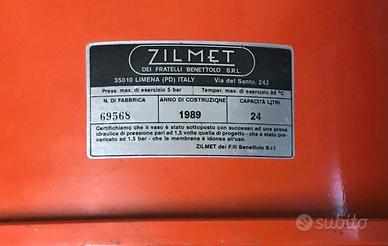 ZILMET
DEI FRATELLI BENETTOLO S.R.L.
35010 LIMENA (PD) ITALY Via del Santo, 242
Press. max. di esercizio 5 bar Temper. max. di esercizio 99 °C
N. DI FABBRICA ANNO DI COSTRUZIONE CAPACITÀ LITRI
69568 1989 24
Certifichiamo che il vaso è stato sottoposto con successo ad una prova
idraulica di pressione pari ad 1,5 volte quella di progetto - che è stato pre-
caricato ad 1.5 bar - che la membrana è idonea all'uso.
ZILMET dei F.lli Benettolo S.r.l.
subito